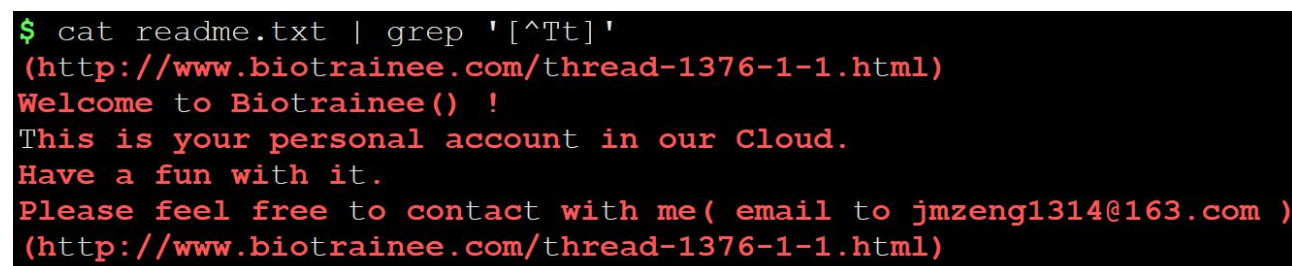 $ cat readme.txt | grep '[^Tt]'
(http://www.biotrainee.com/thread-1376-1-1.html)
Welcome to Biotrainee() !
This is your personal account in our Cloud.
Have a fun with it.
Please feel free to contact with me( email to jmzeng1314@163.com )
(http://www.biotrainee.com/thread-1376-1-1.html)